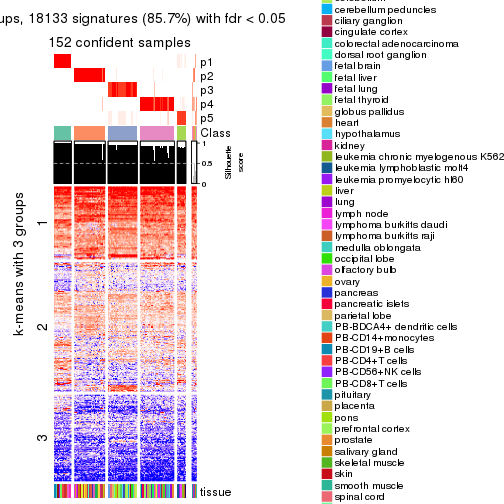 ups, 18133 signatures (85.7%) with fdr < 0.05
152 confident samples
p1
p2
p3
p4
p5
Class
1
0.5
0
Silhouette
score
k-means with 3 groups
1
2
3
tissue
cerebellum peduncles
ciliary ganglion
cingulate cortex
colorectal adenocarcinoma
dorsal root ganglion
fetal brain
fetal liver
fetal lung
fetal thyroid
globus pallidus
heart
hypothalamus
kidney
leukemia chronic myelogenous K562
leukemia lymphoblastic molt4
leukemia promyelocytic hl60
liver
lung
lymph node
lymphoma burkitts daudi
lymphoma burkitts raji
medulla oblongata
occipital lobe
olfactory bulb
ovary
pancreas
pancreatic islets
parietal lobe
PB-BDCA4+ dendritic cells
PB-CD14+monocytes
PB-CD19+B cells
PB-CD4+T cells
PB-CD56+NK cells
PB-CD8+T cells
pituitary
placenta
pons
prefrontal cortex
prostate
salivary gland
skeletal muscle
skin
smooth muscle
spinal cord